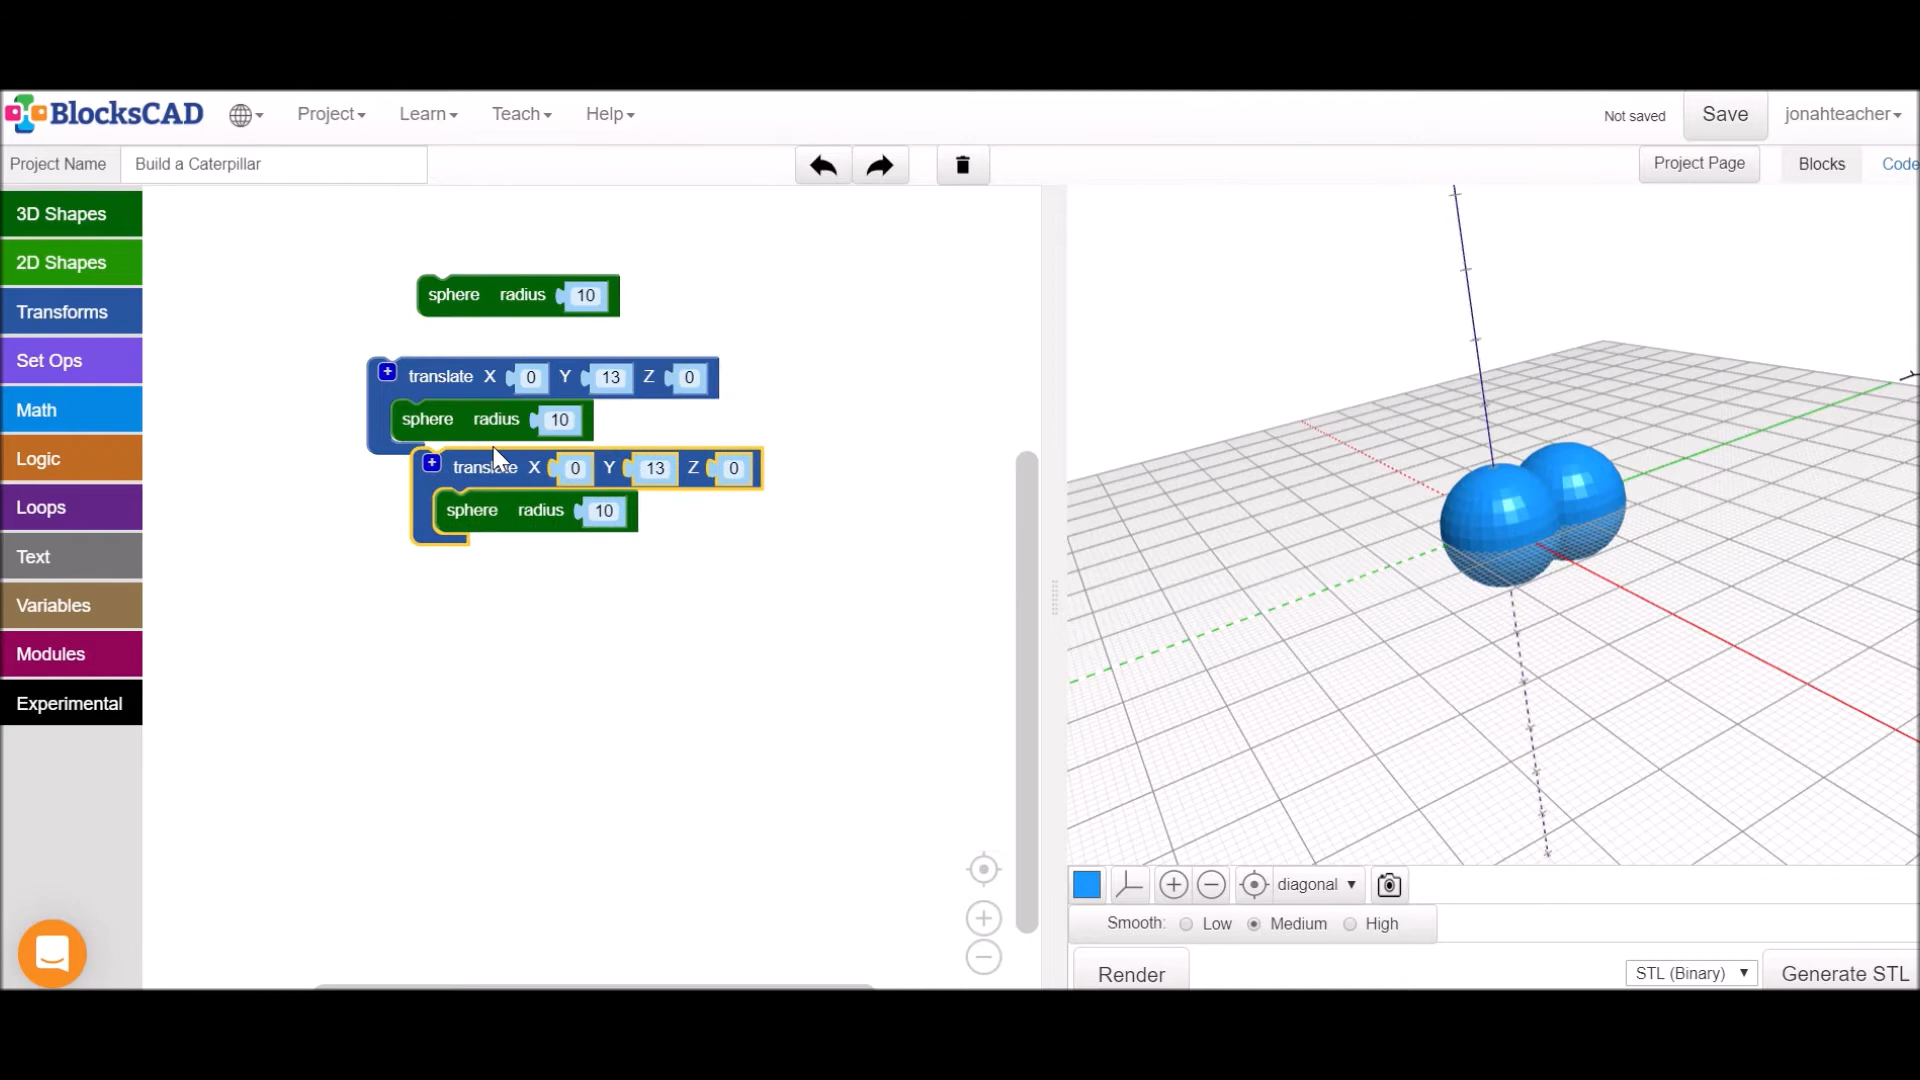 BlocksCAD Project Learn Teach Help Not saved Save jonahteacher
Project Name Build a Caterpillar Project Page Blocks Code
3D Shapes
2D Shapes
Transforms
Set Ops
Math
Logic
Loops
Text
Variables
Modules
Experimental
sphere radius 10
translate X 0 Y 13 Z 0
sphere radius 10
translate X 0 Y 13 Z 0
sphere radius 10
diagonal
Smooth: Low Medium High
Render STL (Binary) Generate STL